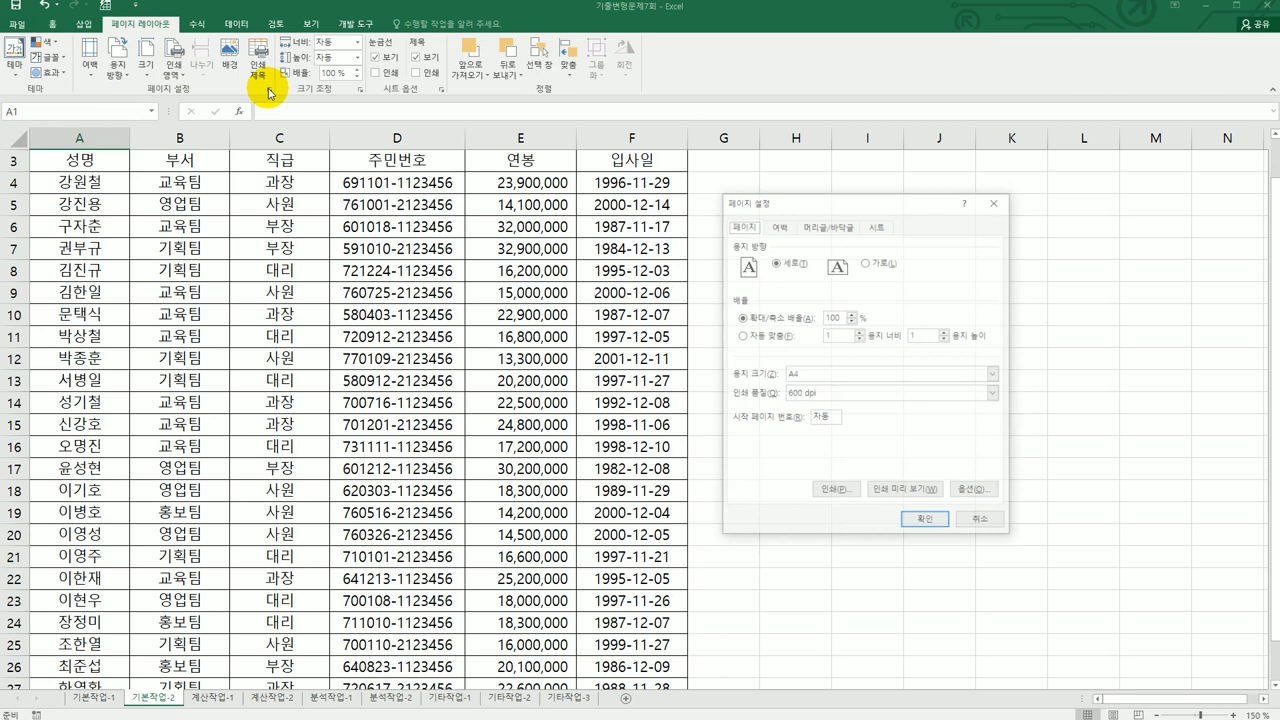 기출변형문제7회 - Excel
파일 홈 삽입 페이지 레이아웃 수식 데이터 검토 보기 개발 도구 수행할 작업을 알려 주세요. 공유
가가 색 글꼴 효과 테마
여백 용지 방향 크기 인쇄 영역 나누기 배경 인쇄 제목
너비: 자동 높이: 자동 배율: 100 %
눈금선 제목
보기 보기
인쇄 인쇄
앞으로 가져오기 뒤로 보내기 선택 창 맞춤 그룹화 회전
테마 페이지 설정 크기 조정 시트 옵션 정렬
A1 fx
A B C D E F G H I J K L M N
3 성명 부서 직급 주민번호 연봉 입사일
4 강원철 교육팀 과장 691101-1123456 23,900,000 1996-11-29
5 강진용 영업팀 사원 761001-2123456 14,100,000 2000-12-14
6 구자춘 교육팀 부장 601018-1123456 32,000,000 1987-11-17
7 권부규 기획팀 부장 591010-2123456 32,900,000 1984-12-13
8 김진규 기획팀 대리 721224-1123456 16,200,000 1995-12-03
9 김한일 교육팀 사원 760725-2123456 15,000,000 2000-12-06
10 문택식 교육팀 과장 580403-2123456 22,900,000 1987-12-07
11 박상철 교육팀 대리 720912-2123456 16,800,000 1997-12-05
12 박종훈 기획팀 사원 770109-2123456 13,300,000 2001-12-11
13 서병일 기획팀 대리 580912-2123456 20,200,000 1997-11-27
14 성기철 교육팀 과장 700716-2123456 22,500,000 1992-12-08
15 신강호 교육팀 과장 701201-2123456 24,800,000 1998-11-06
16 오명진 교육팀 대리 731111-1123456 17,200,000 1998-12-10
17 윤성현 영업팀 부장 601212-2123456 30,200,000 1982-12-08
18 이기호 영업팀 사원 620303-1123456 18,300,000 1989-11-29
19 이병호 홍보팀 사원 760516-2123456 14,200,000 2000-12-04
20 이영성 영업팀 사원 760326-2123456 14,500,000 2000-12-05
21 이영주 기획팀 대리 710101-2123456 16,600,000 1997-11-21
22 이한재 교육팀 과장 641213-1123456 25,200,000 1995-12-05
23 이현우 영업팀 대리 700108-1123456 18,000,000 1997-11-26
24 장정미 홍보팀 대리 711010-1123456 18,300,000 1987-12-07
25 조한열 기획팀 사원 700110-2123456 16,000,000 1999-11-27
26 최준섭 홍보팀 부장 640823-1123456 20,100,000 1986-12-09
27 한영환 기획팀 과장 720617-2123456 22,600,000 1988-11-28
페이지 설정 ?
페이지 여백 머리글/바닥글 시트
용지 방향
A 세로(T) A 가로(L)
배율
확대/축소 배율(A): 100 %
자동 맞춤(F): 1 용지 너비 1 용지 높이
용지 크기(Z): A4
인쇄 품질(Q): 600 dpi
시작 페이지 번호(R): 자동
인쇄(P)... 인쇄 미리 보기(W) 옵션(O)...
확인 취소
기본작업-1 기본작업-2 계산작업-1 계산작업-2 분석작업-1 분석작업-2 기타작업-1 기타작업-2 기타작업-3
준비 150 %